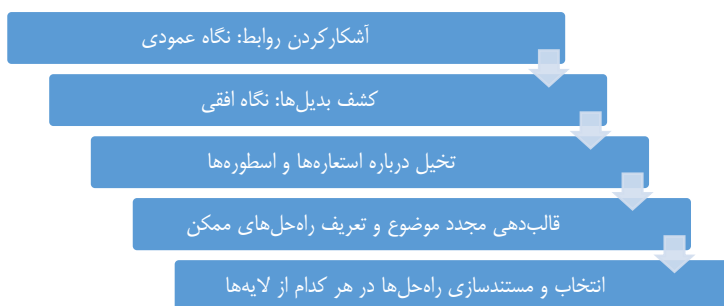 آشکارکردن روابط: نگاه عمودی
کشف بدیل‌ها: نگاه افقی
تخیل درباره استعاره‌ها و اسطوره‌ها
قالب‌دهی مجدد موضوع و تعریف راه‌حل‌های ممکن
انتخاب و مستندسازی راه‌حل‌ها در هر کدام از لایه‌ها